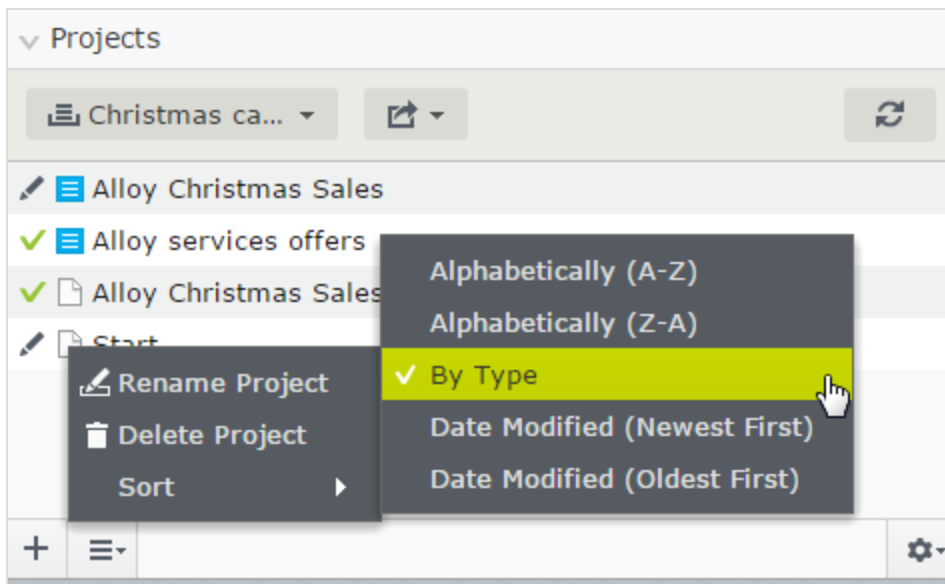 Projects
Christmas ca...
Alloy Christmas Sales
Alloy services offers
Alloy Christmas Sales
Start
Rename Project
Delete Project
Sort
Alphabetically (A-Z)
Alphabetically (Z-A)
By Type
Date Modified (Newest First)
Date Modified (Oldest First)